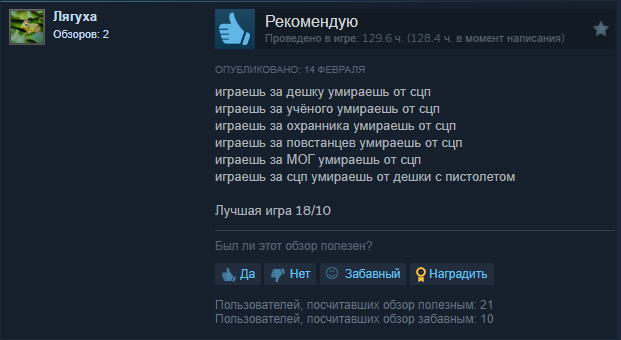 Лягуха
Обзоров: 2
Рекомендую
Проведено в игре: 129.6 ч. (128.4 ч. в момент написания)
ОПУБЛИКОВАНО: 14 ФЕВРАЛЯ
играешь за дешку умираешь от сцп
играешь за учёного умираешь от сцп
играешь за охранника умираешь от сцп
играешь за повстанцев умираешь от сцп
играешь за МОГ умираешь от сцп
играешь за сцп умираешь от дешки с пистолетом
Лучшая игра 18/10
Был ли этот обзор полезен?
Да Нет Забавный Наградить
Пользователей, посчитавших обзор полезным: 21
Пользователей, посчитавших обзор забавным: 10